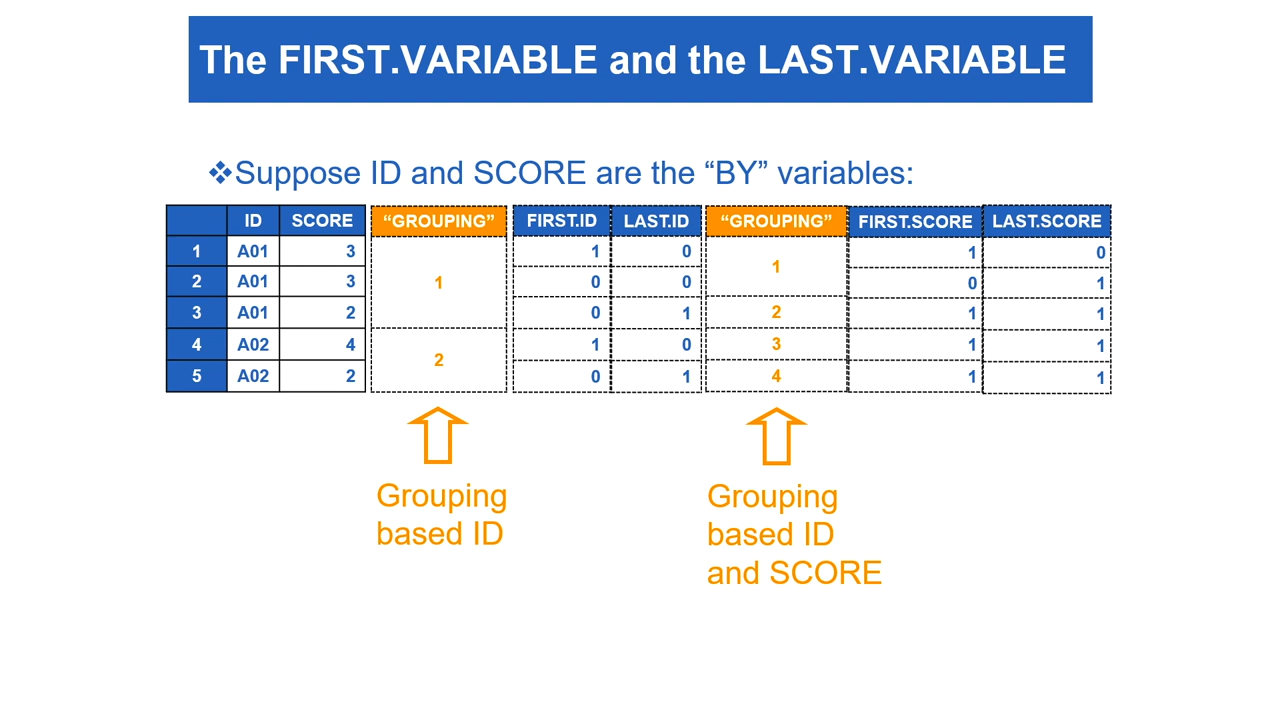 The FIRST.VARIABLE and the LAST.VARIABLE
❖Suppose ID and SCORE are the “BY” variables:
ID SCORE “GROUPING” FIRST.ID LAST.ID “GROUPING” FIRST.SCORE LAST.SCORE
1 A01 3 1 1 0 1 1 0
2 A01 3 0 0 0 1
3 A01 2 0 1 2 1 1
4 A02 4 2 1 0 3 1 1
5 A02 2 0 1 4 1 1
Grouping
based ID
Grouping
based ID
and SCORE